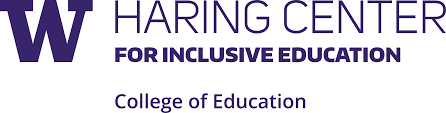 W HARING CENTER
FOR INCLUSIVE EDUCATION
College of Education